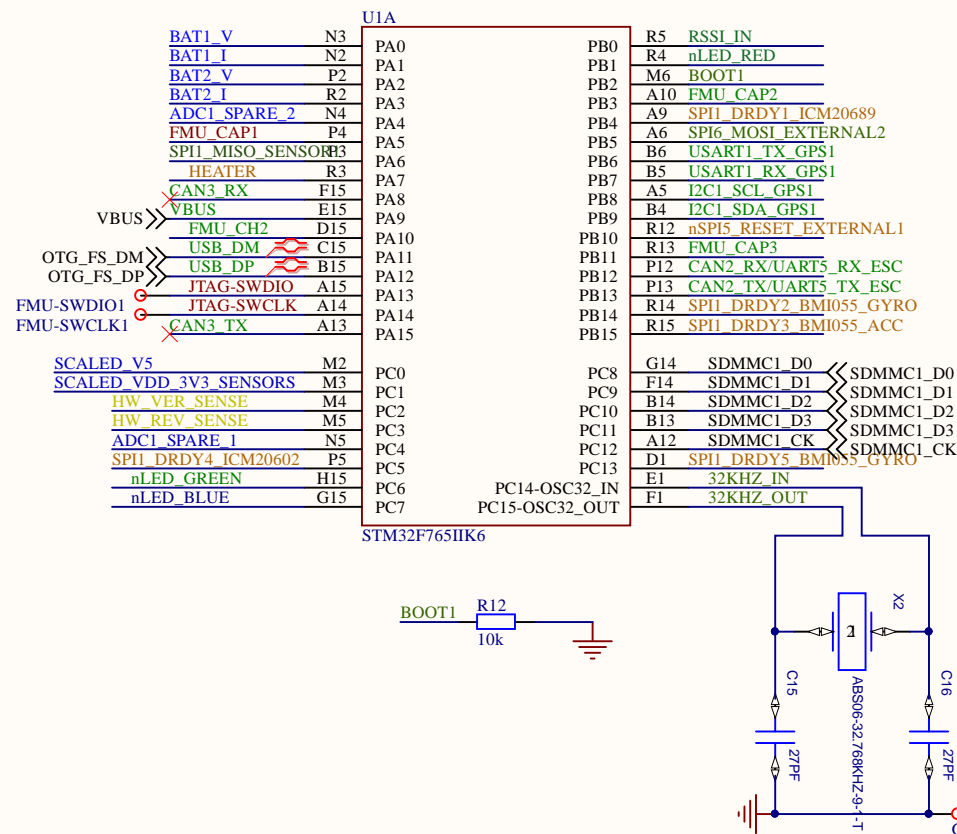 U1A
BAT1_V N3 PA0 PB0 R5 RSSI_IN
BAT1_I N2 PA1 PB1 R4 nLED_RED
BAT2_V P2 PA2 PB2 M6 BOOT1
BAT2_I R2 PA3 PB3 A10 FMU_CAP2
ADC1_SPARE_2 N4 PA4 PB4 A9 SPI1_DRDY1_ICM20689
FMU_CAP1 P4 PA5 PB5 A6 SPI6_MOSI_EXTERNAL2
SPI1_MISO_SENSOR P3 PA6 PB6 B6 USART1_TX_GPS1
HEATER R3 PA7 PB7 B5 USART1_RX_GPS1
CAN3_RX F15 PA8 PB8 A5 I2C1_SCL_GPS1
VBUS VBUS E15 PA9 PB9 B4 I2C1_SDA_GPS1
FMU_CH2 D15 PA10 PB10 R12 nSPI5_RESET_EXTERNAL1
OTG_FS_DM USB_DM C15 PA11 PB11 R13 FMU_CAP3
OTG_FS_DP USB_DP B15 PA12 PB12 P12 CAN2_RX/UART5_RX_ESC
FMU-SWDIO1 JTAG-SWDIO A15 PA13 PB13 P13 CAN2_TX/UART5_TX_ESC
FMU-SWCLK1 JTAG-SWCLK A14 PA14 PB14 R14 SPI1_DRDY2_BMI055_GYRO
CAN3_TX A13 PA15 PB15 R15 SPI1_DRDY3_BMI055_ACC
SCALED_V5 M2 PC0 PC8 G14 SDMMC1_D0 SDMMC1_D0
SCALED_VDD_3V3_SENSORS M3 PC1 PC9 F14 SDMMC1_D1 SDMMC1_D1
HW_VER_SENSE M4 PC2 PC10 B14 SDMMC1_D2 SDMMC1_D2
HW_REV_SENSE M5 PC3 PC11 B13 SDMMC1_D3 SDMMC1_D3
ADC1_SPARE_1 N5 PC4 PC12 A12 SDMMC1_CK SDMMC1_CK
SPI1_DRDY4_ICM20602 P5 PC5 PC13 D1 SPI1_DRDY5_BMI055_GYRO
nLED_GREEN H15 PC6 PC14-OSC32_IN E1 32KHZ_IN
nLED_BLUE G15 PC7 PC15-OSC32_OUT F1 32KHZ_OUT
STM32F765IIK6
BOOT1 R12
10k
X2
ABS06-32.768KHZ-9-1-T
C15
27PF
C16
27PF